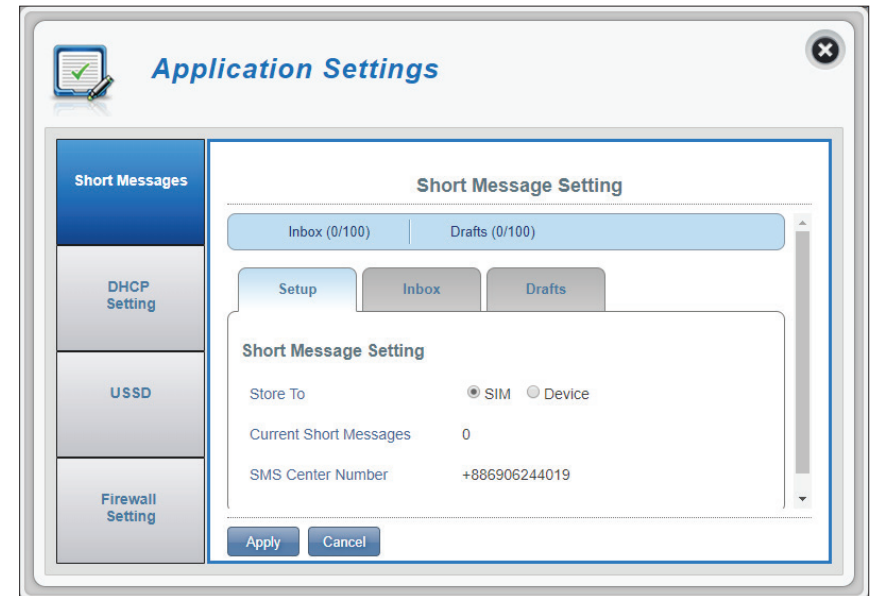 Application Settings
Short Messages
Short Message Setting
Inbox (0/100) Drafts (0/100)
DHCP
Setting
Setup Inbox Drafts
Short Message Setting
USSD
Store To SIM Device
Current Short Messages 0
SMS Center Number +886906244019
Firewall
Setting
Apply Cancel